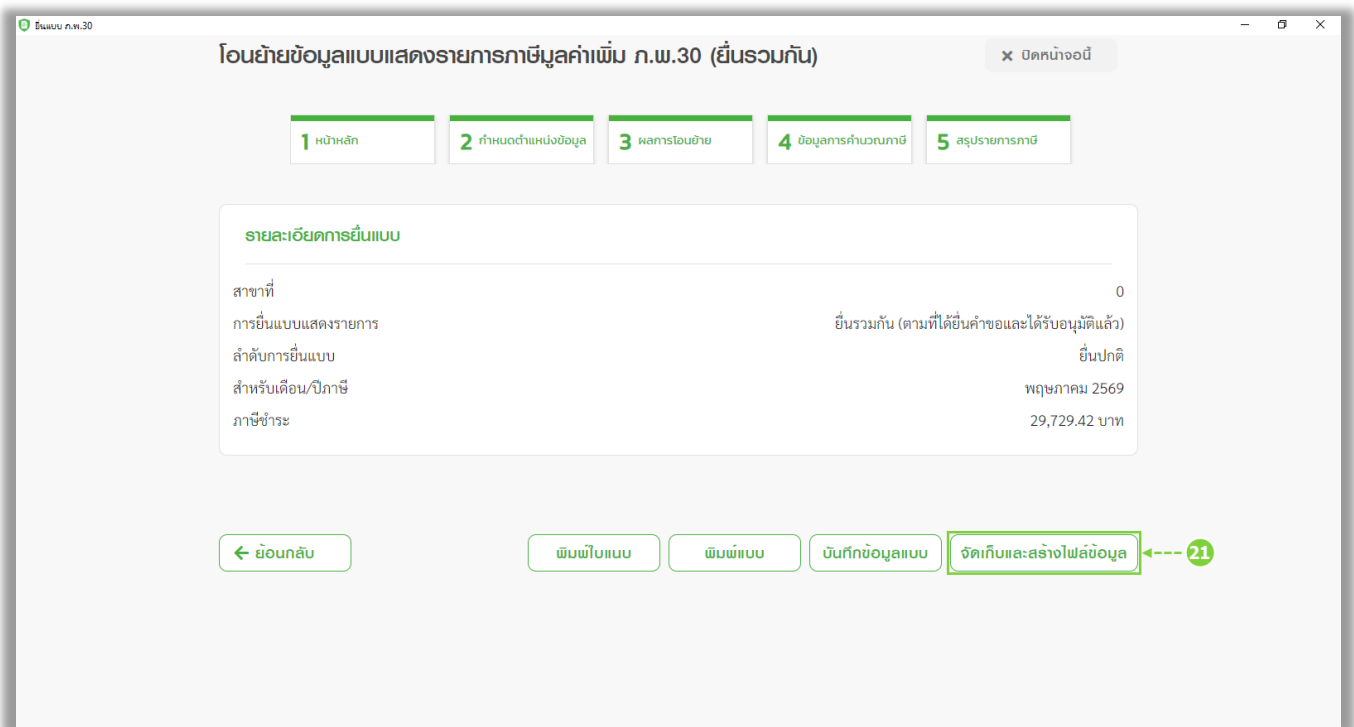 ยื่นแบบ ภ.พ.30
โอนย้ายข้อมูลแบบแสดงรายการภาษีมูลค่าเพิ่ม ภ.พ.30 (ยื่นรวมกัน)
ปิดหน้าจอนี้
1 หน้าหลัก
2 กำหนดตำแหน่งข้อมูล
3 ผลการโอนย้าย
4 ข้อมูลการคำนวณภาษี
5 สรุปรายการภาษี
รายละเอียดการยื่นแบบ
สาขาที่ 0
การยื่นแบบแสดงรายการ ยื่นรวมกัน (ตามที่ได้ยื่นคำขอและได้รับอนุมัติแล้ว)
ลำดับการยื่นแบบ ยื่นปกติ
สำหรับเดือน/ปีภาษี พฤษภาคม 2569
ภาษีชำระ 29,729.42 บาท
ย้อนกลับ
พิมพ์ใบแนบ
พิมพ์แบบ
บันทึกข้อมูลแบบ
จัดเก็บและสร้างไฟล์ข้อมูล
21